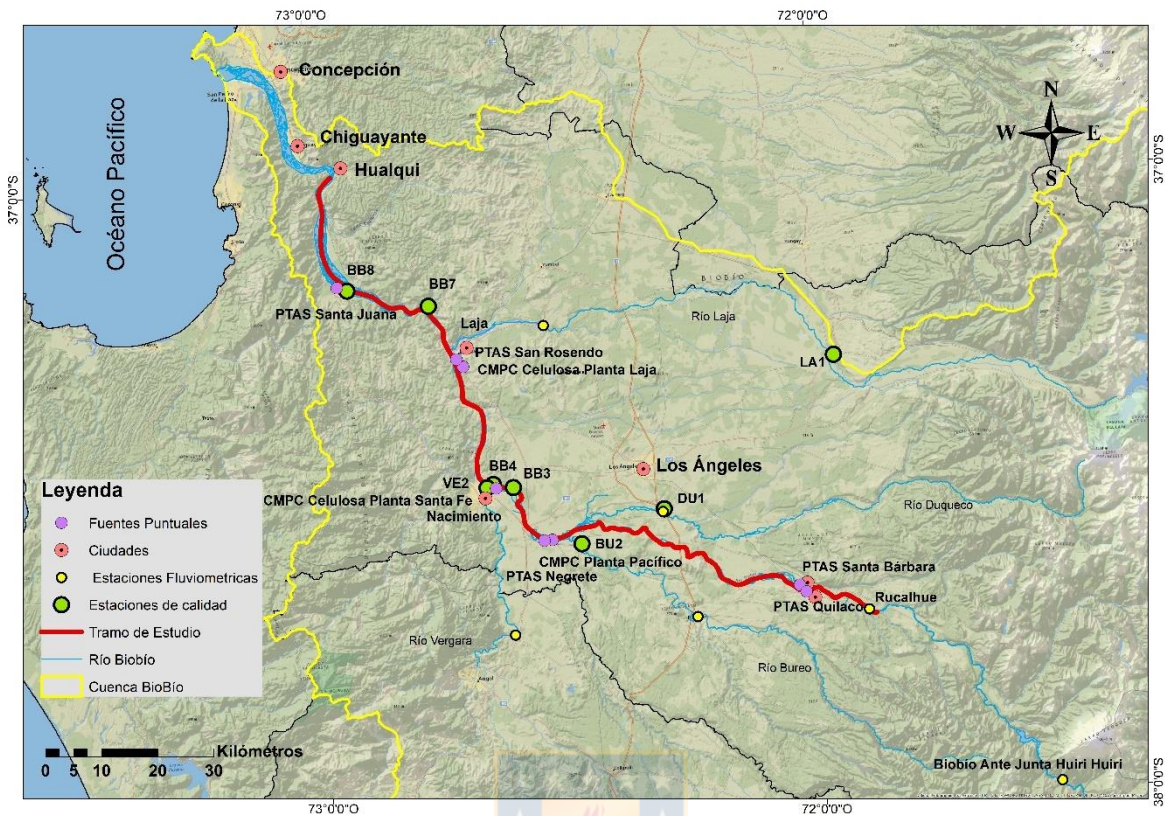 73°0'0"O
72°0'0"O
Concepción
Océano Pacífico
Chiguayante
Hualqui
N
W
E
S
37°0'0"S
37°0'0"S
BB8
BB7
PTAS Santa Juana
BIOBÍO
Laja
Río Laja
PTAS San Rosendo
CMPC Celulosa Planta Laja
LA1
Los Ángeles
Los Ángeles
VE2
BB4
BB3
CMPC Celulosa Planta Santa Fe
Nacimiento
DU1
Río Duqueco
BU2
CMPC Planta Pacífico
PTAS Negrete
PTAS Santa Bárbara
PTAS Quilaco
Rucalhue
Río Vergara
Angol
Río Bureo
Biobío Ante Junta Huiri Huiri
Leyenda
Fuentes Puntuales
Ciudades
Estaciones Fluviometricas
Estaciones de calidad
Tramo de Estudio
Río Biobío
Cuenca BioBío
Kilómetros
0 5 10 20 30
73°0'0"O
72°0'0"O
38°0'0"S